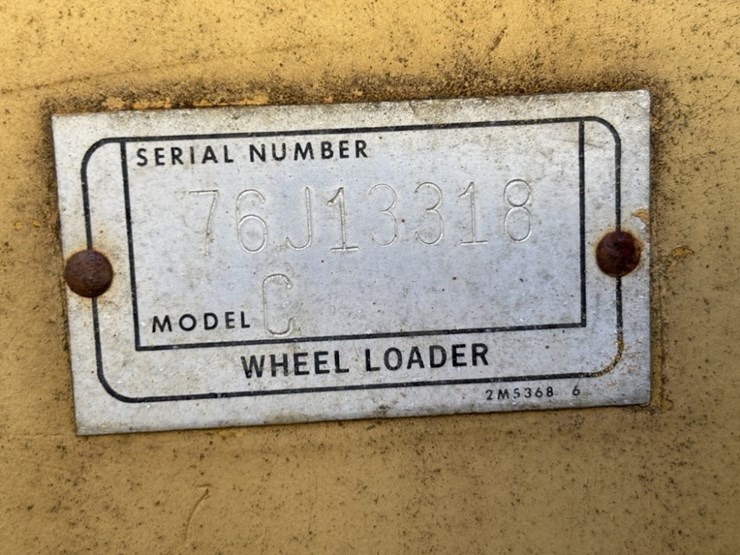 SERIAL NUMBER
76J13318
MODEL C
WHEEL LOADER
2M5368 6